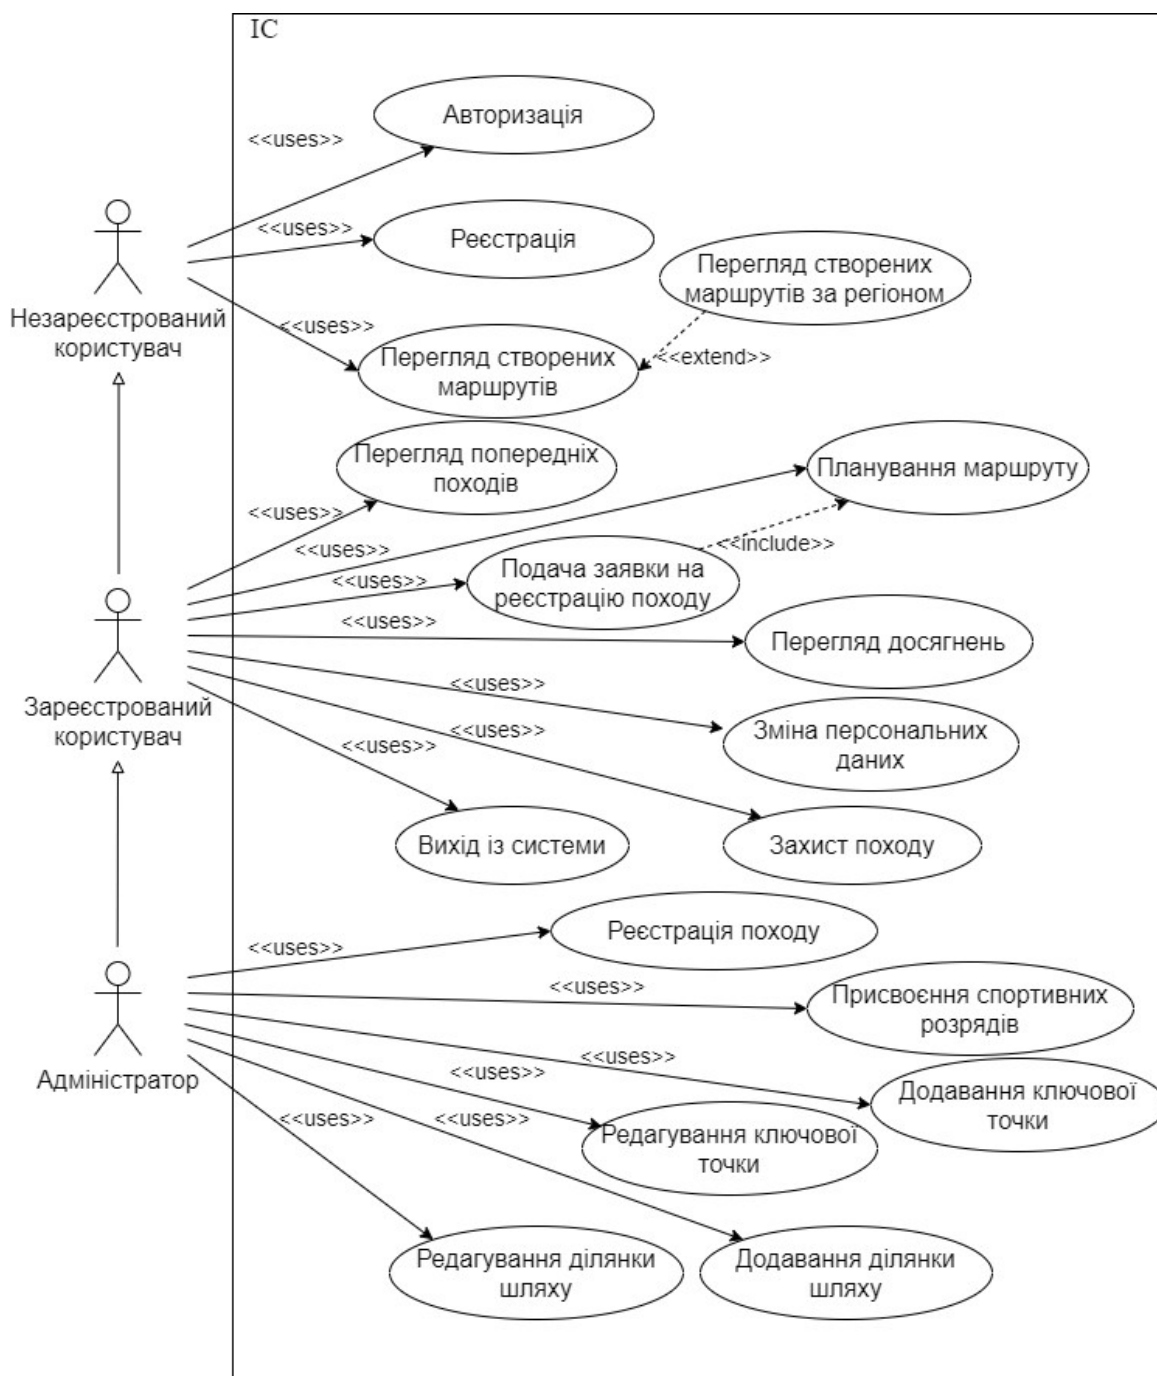 ІС
Авторизація
<<uses>>
<<uses>>
Реєстрація
Перегляд створених
маршрутів за регіоном
Незареєстрований
користувач
<<uses>>
Перегляд створених
маршрутів
<<extend>>
Перегляд попередніх
походів
Планування маршруту
<<uses>>
<<uses>>
<<include>>
Подача заявки на
реєстрацію походу
<<uses>>
<<uses>>
Перегляд досягнень
<<uses>>
Зареєстрований
користувач
<<uses>>
<<uses>>
Зміна персональних
даних
Вихід із системи
Захист походу
Реєстрація походу
<<uses>>
<<uses>>
Присвоєння спортивних
розрядів
Адміністратор
<<uses>>
<<uses>>
Додавання ключової
точки
<<uses>>
<<uses>>
Редагування ключової
точки
Редагування ділянки
шляху
Додавання ділянки
шляху